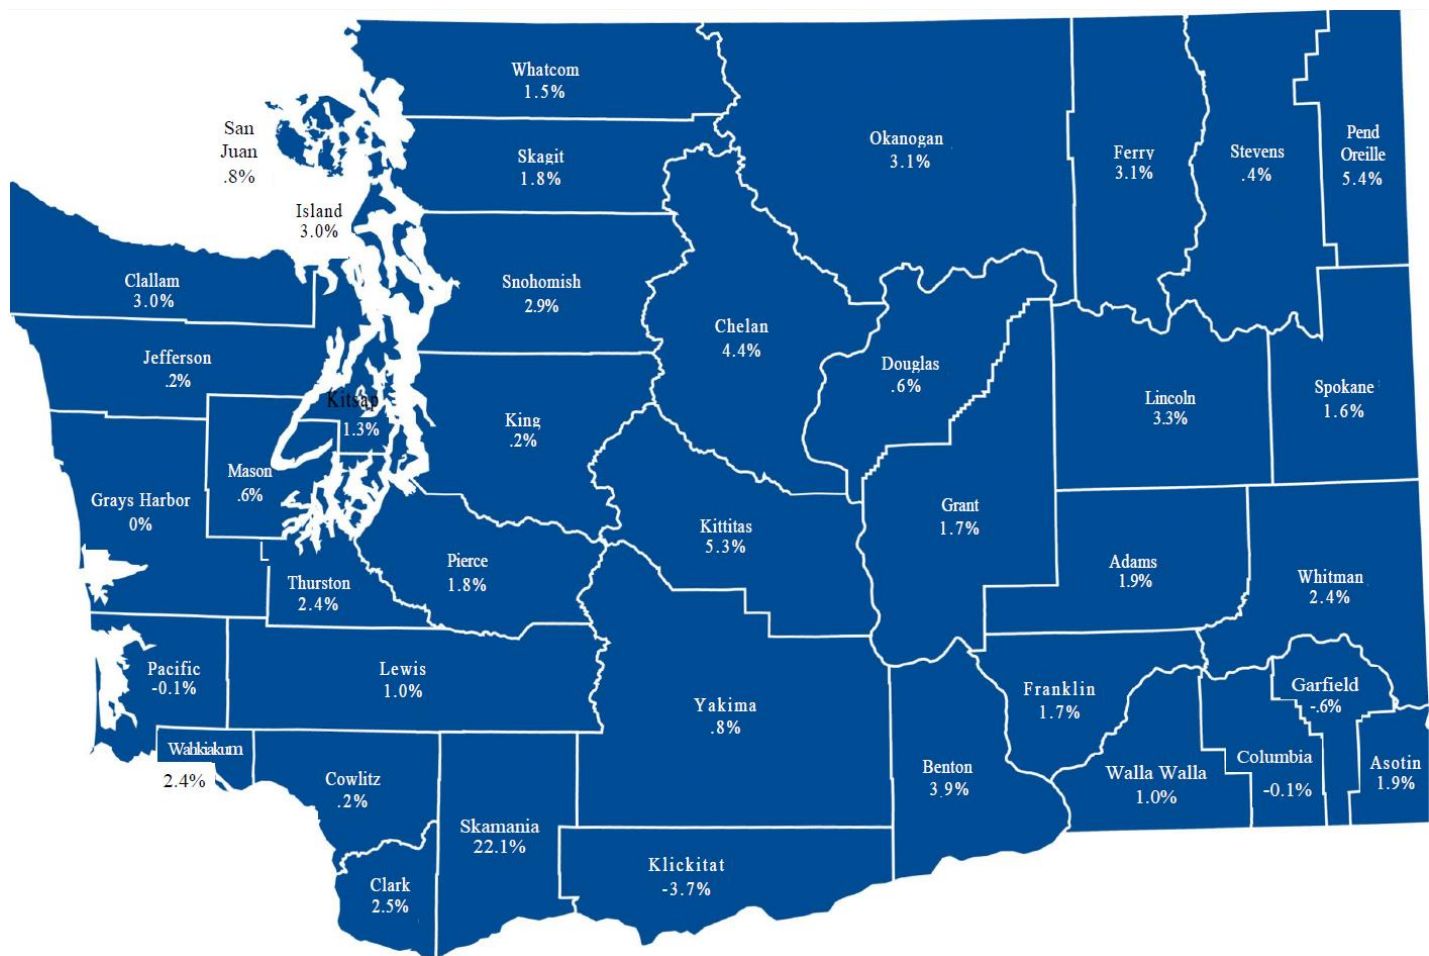 Whatcom
1.5%
San
Juan
.8%
Skagit
1.8%
Okanogan
3.1%
Ferry
3.1%
Stevens
.4%
Pend
Oreille
5.4%
Island
3.0%
Clallam
3.0%
Snohomish
2.9%
Chelan
4.4%
Jefferson
.2%
Douglas
.6%
Lincoln
3.3%
Spokane
1.6%
Kitsap
1.3%
King
.2%
Mason
.6%
Grays Harbor
0%
Kittitas
5.3%
Grant
1.7%
Pierce
1.8%
Thurston
2.4%
Adams
1.9%
Whitman
2.4%
Pacific
-0.1%
Lewis
1.0%
Yakima
.8%
Franklin
1.7%
Garfield
-.6%
Wahkiakum
2.4%
Cowlitz
.2%
Benton
3.9%
Walla Walla
1.0%
Columbia
-0.1%
Asotin
1.9%
Skamania
22.1%
Klickitat
-3.7%
Clark
2.5%